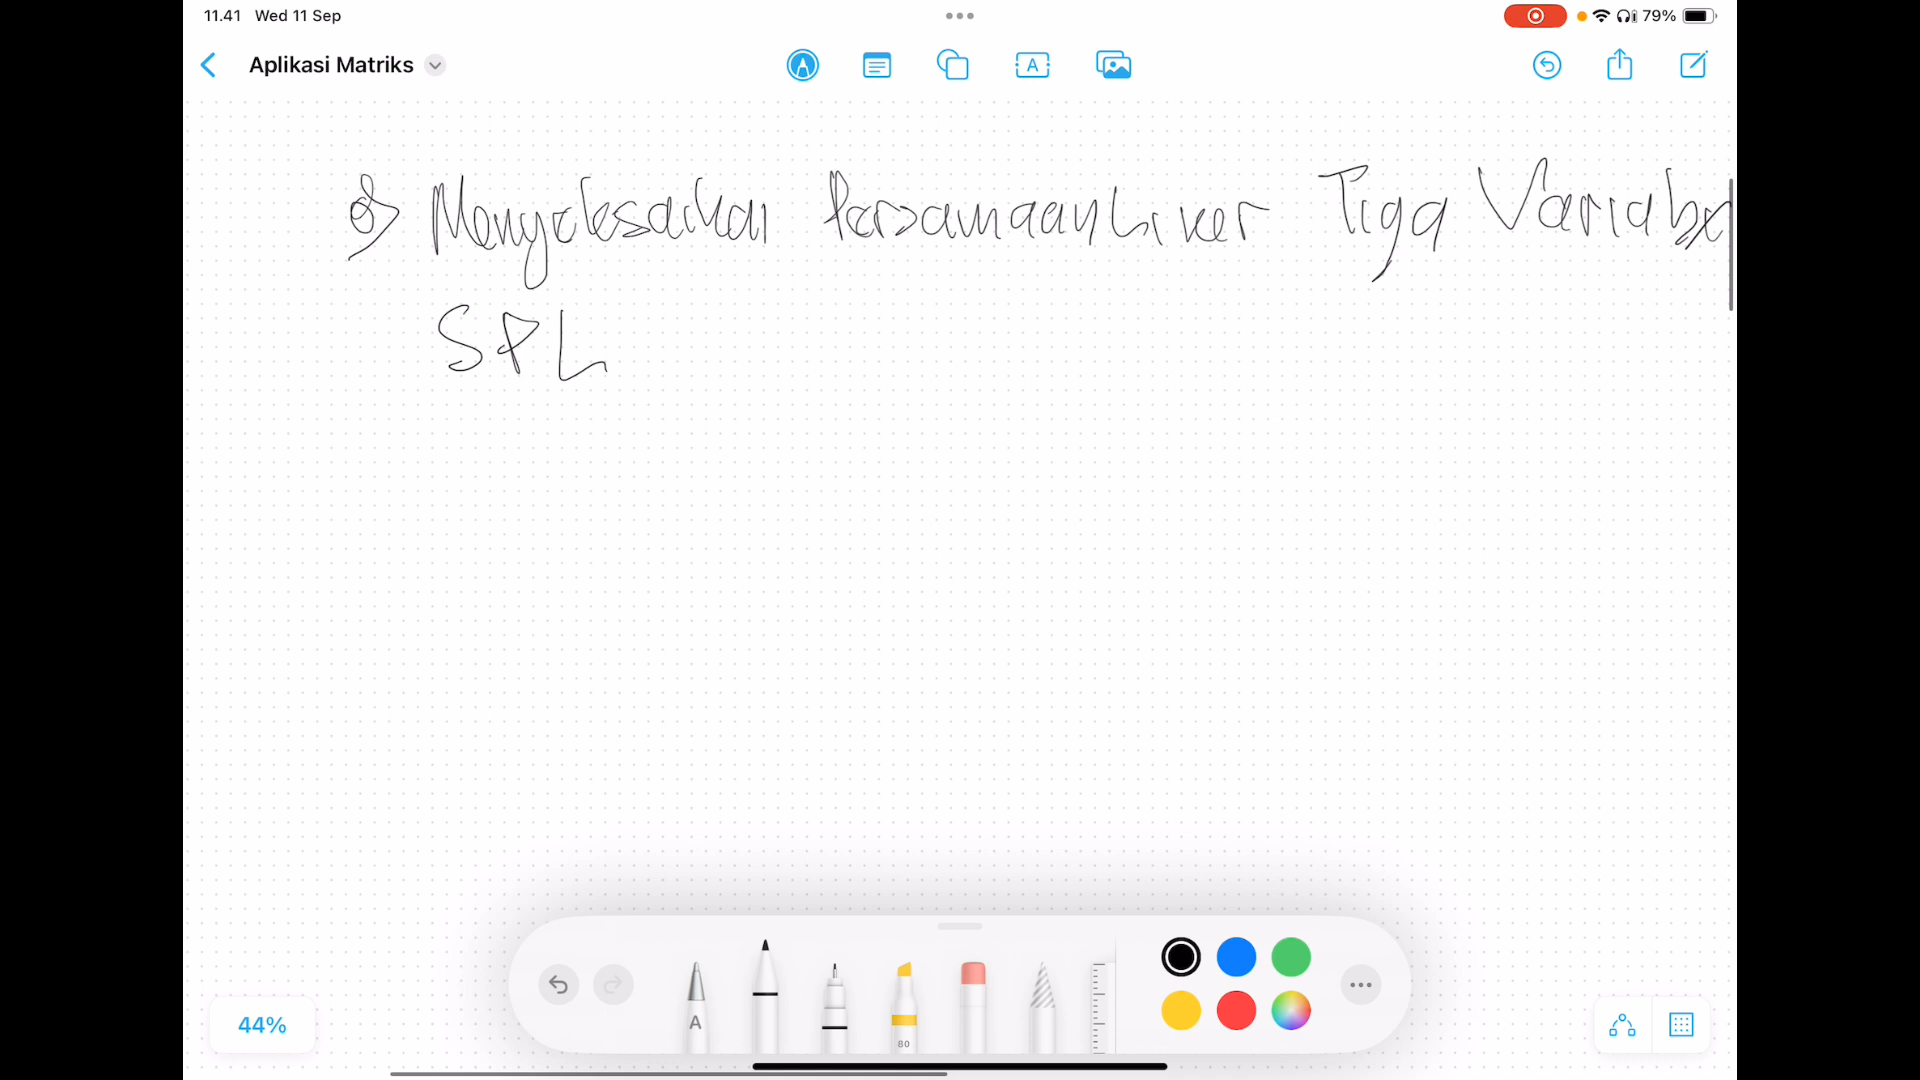 11.41 Wed 11 Sep
79%
Aplikasi Matriks
A
Menyelesaikan Persamaan Linear Tiga Variabel
SPL
A
80
44%